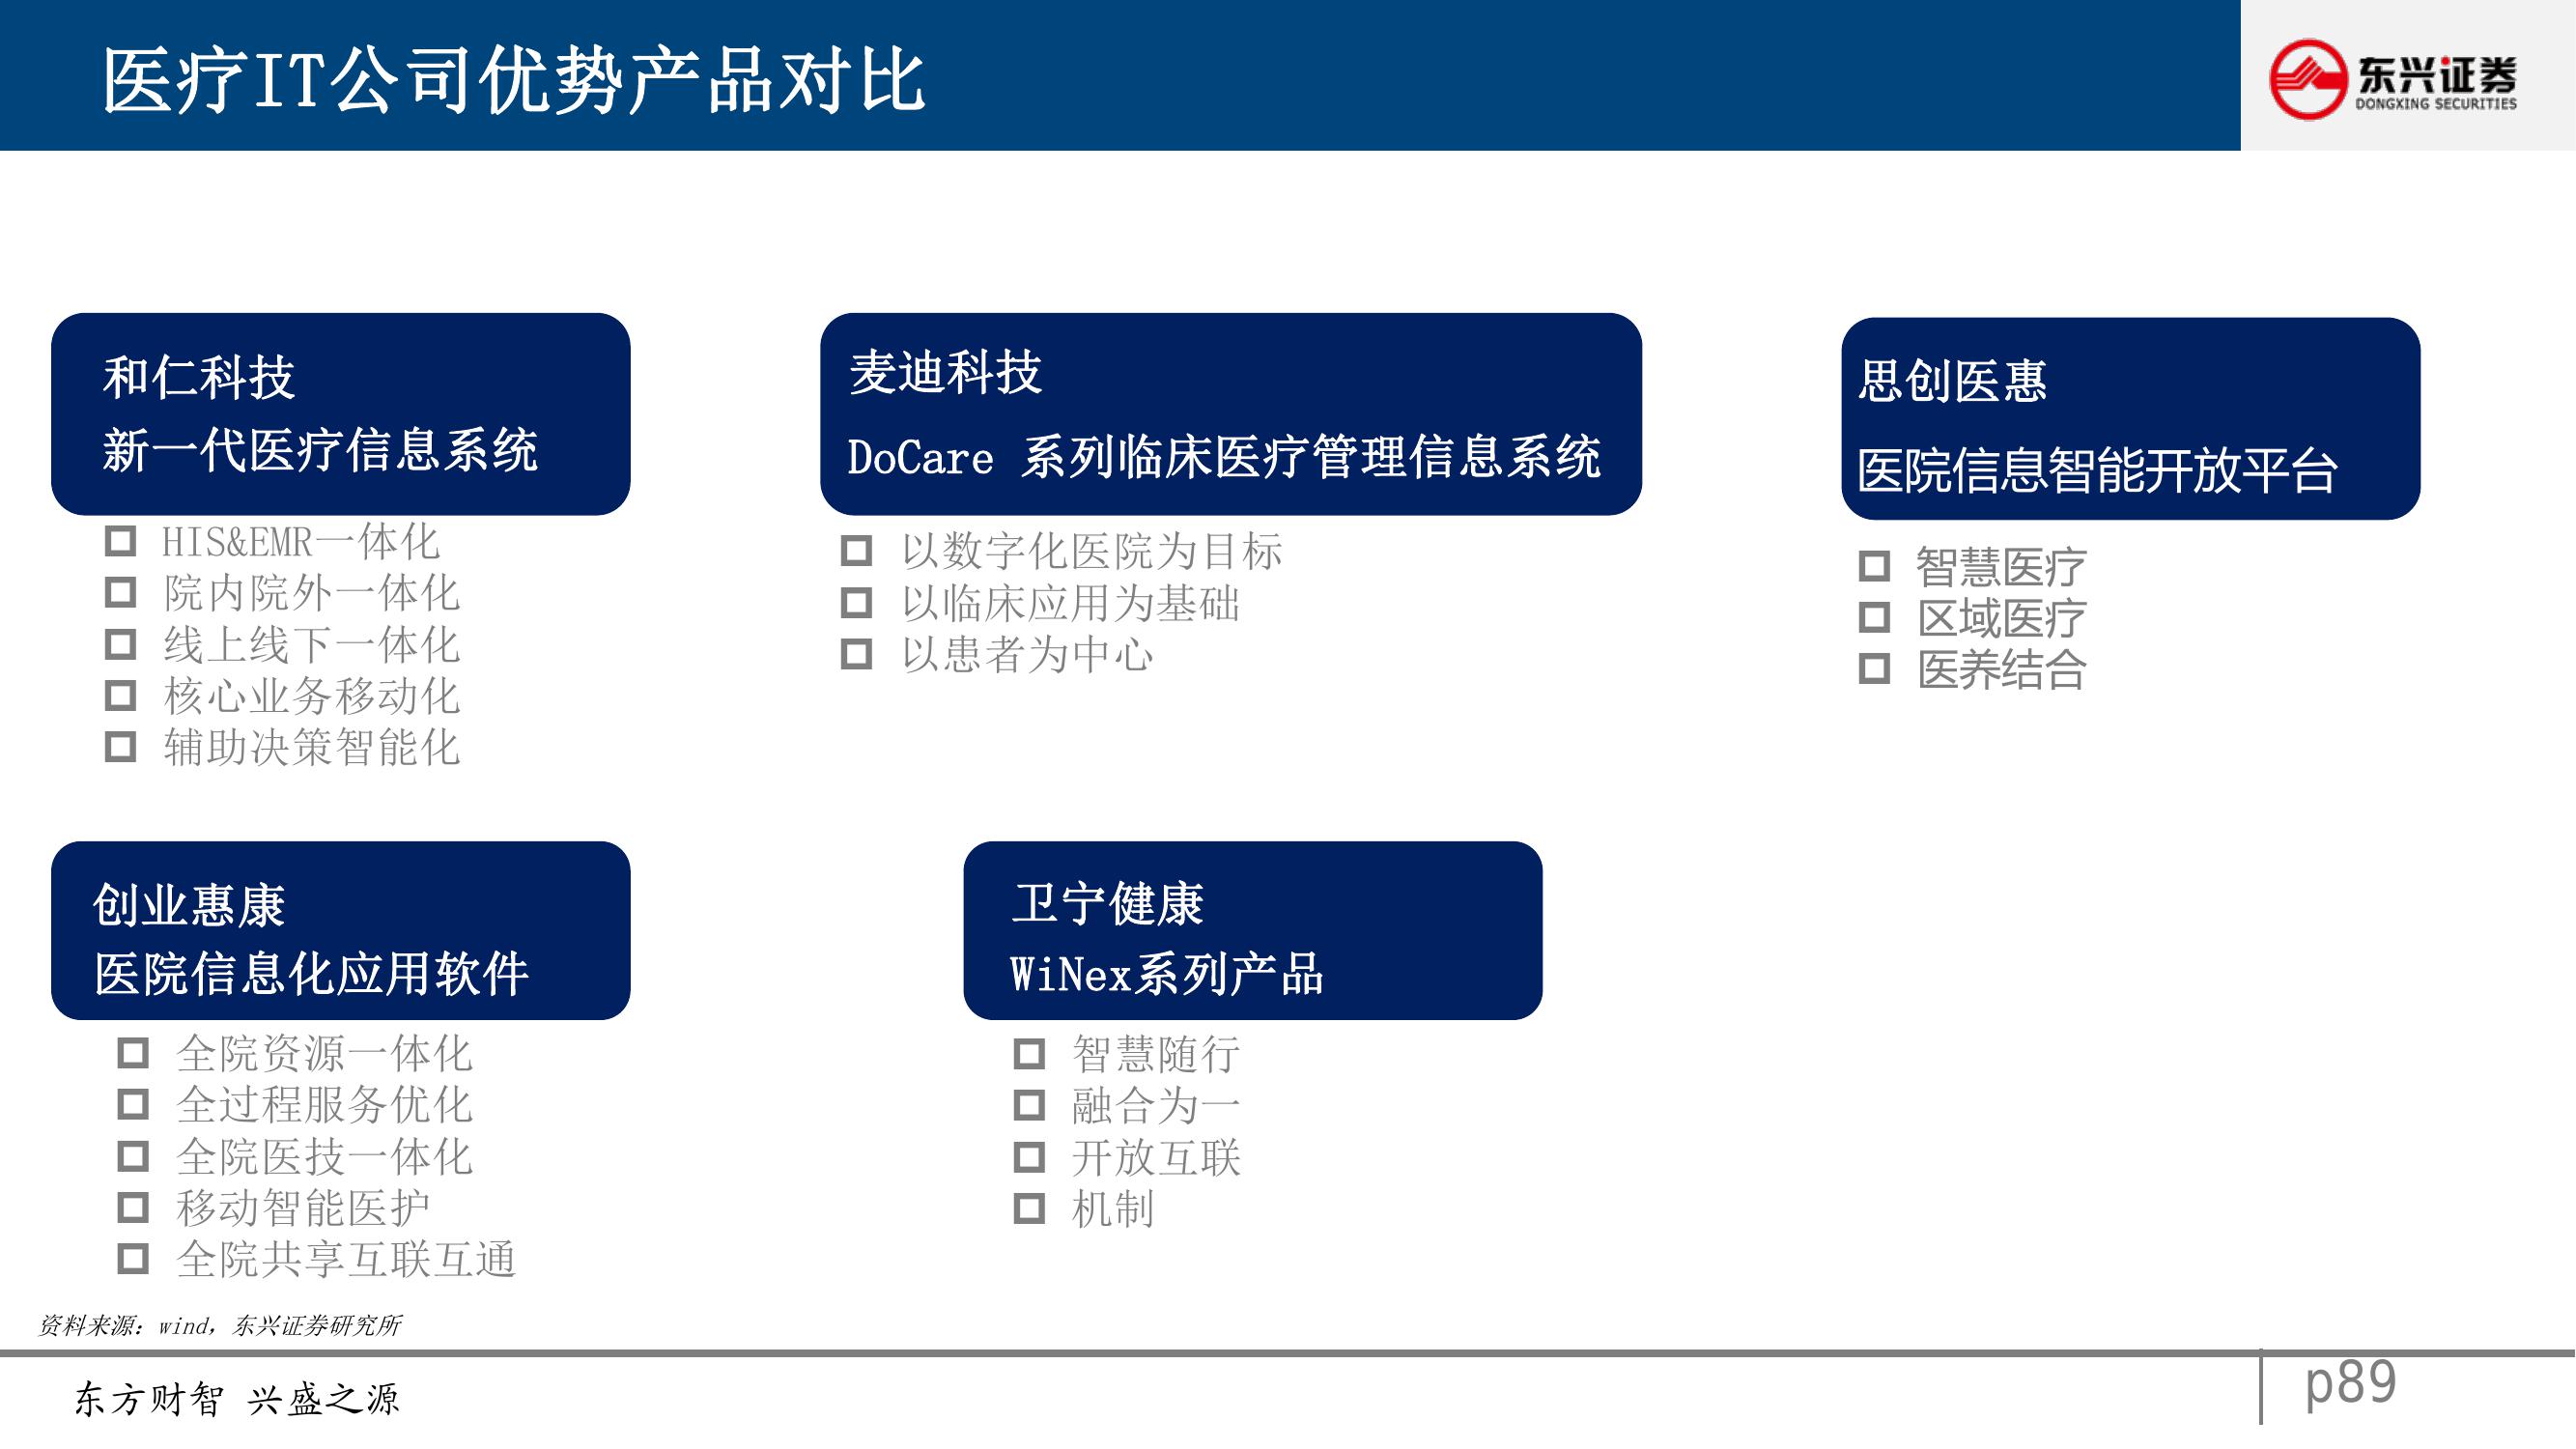 医疗IT公司优势产品对比
东兴证券
DONGXING SECURITIES
和仁科技
新一代医疗信息系统
HIS&EMR一体化
院内院外一体化
线上线下一体化
核心业务移动化
辅助决策智能化
麦迪科技
DoCare 系列临床医疗管理信息系统
以数字化医院为目标
以临床应用为基础
以患者为中心
思创医惠
医院信息智能开放平台
智慧医疗
区域医疗
医养结合
创业惠康
医院信息化应用软件
全院资源一体化
全过程服务优化
全院医技一体化
移动智能医护
全院共享互联互通
卫宁健康
WiNex系列产品
智慧随行
融合为一
开放互联
机制
资料来源：wind，东兴证券研究所
东方财智 兴盛之源
p89